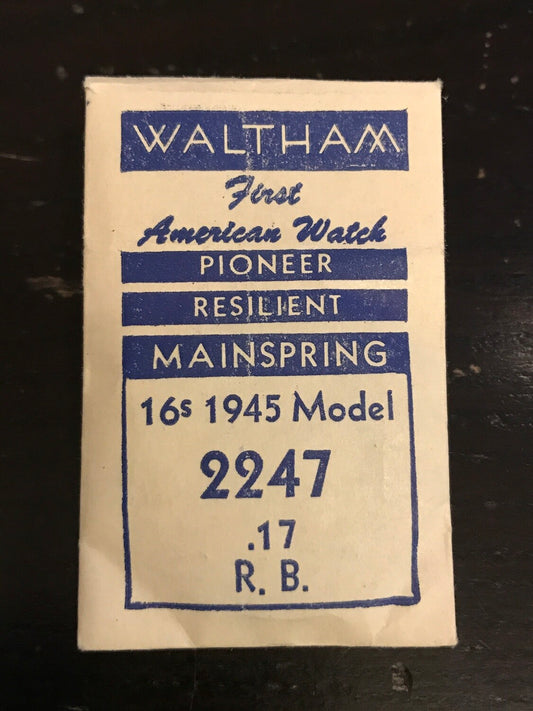 WALTHAM
First
American Watch
PIONEER
RESILIENT
MAINSPRING
16s 1945 Model
2247
.17
R. B.